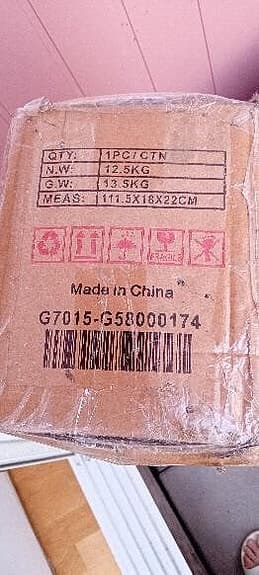 QTY: 1PC/CTN
N.W: 12.5KG
G.W: 13.5KG
MEAS: 111.5X18X22CM
FRAGILE
Made in China
G7015-G58000174